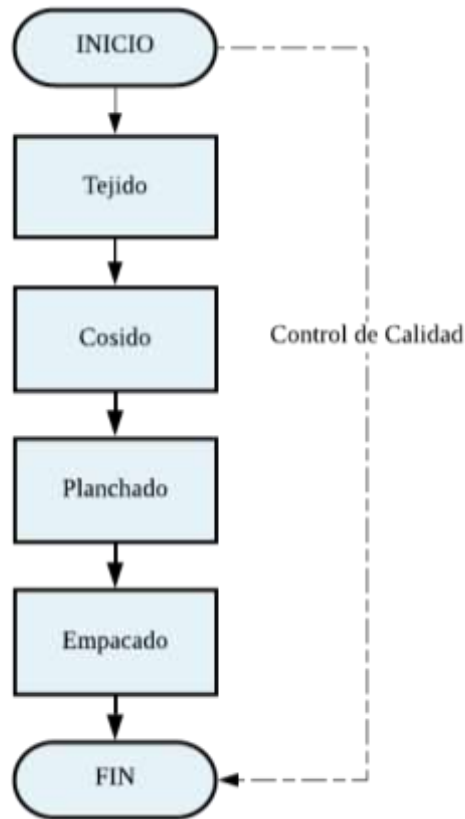 INICIO
Tejido
Cosido
Control de Calidad
Planchado
Empacado
FIN